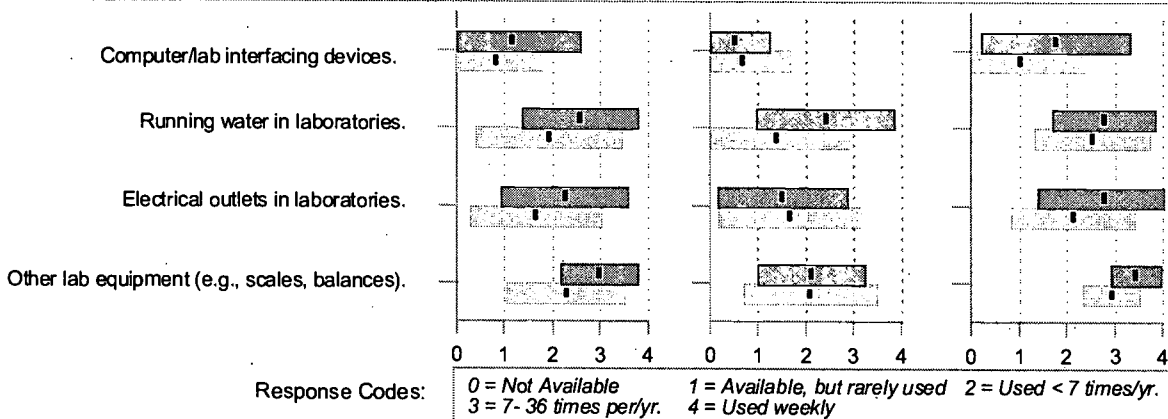 Computer/lab interfacing devices.
Running water in laboratories.
Electrical outlets in laboratories.
Other lab equipment (e.g., scales, balances).
0 1 2 3 4 0 1 2 3 4 0 1 2 3 4
Response Codes: 0 = Not Available 1 = Available, but rarely used 2 = Used < 7 times/yr.
3 = 7- 36 times per/yr. 4 = Used weekly